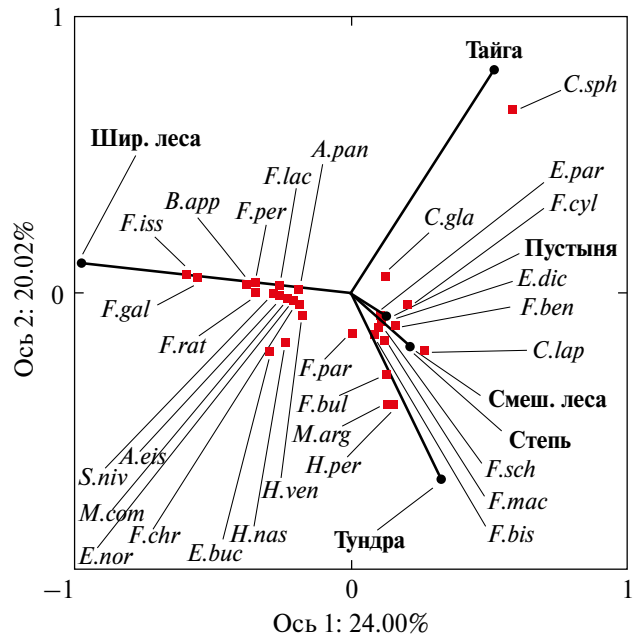 1
Тайга
C.sph
Шир. леса
A.pan
F.lac
E.par
B.app
F.cyl
F.per
C.gla
F.iss
Пустыня
E.dic
0
F.gal
F.ben
F.rat
F.par
C.lap
Смеш. леса
F.bul
M.arg
Степь
A.eis
H.per
F.sch
S.niv
H.ven
F.mac
M.com
F.chr
H.nas
F.bis
E.nor
E.buc
Тундра
−1
0
1
Ось 1: 24.00%
Ось 2: 20.02%